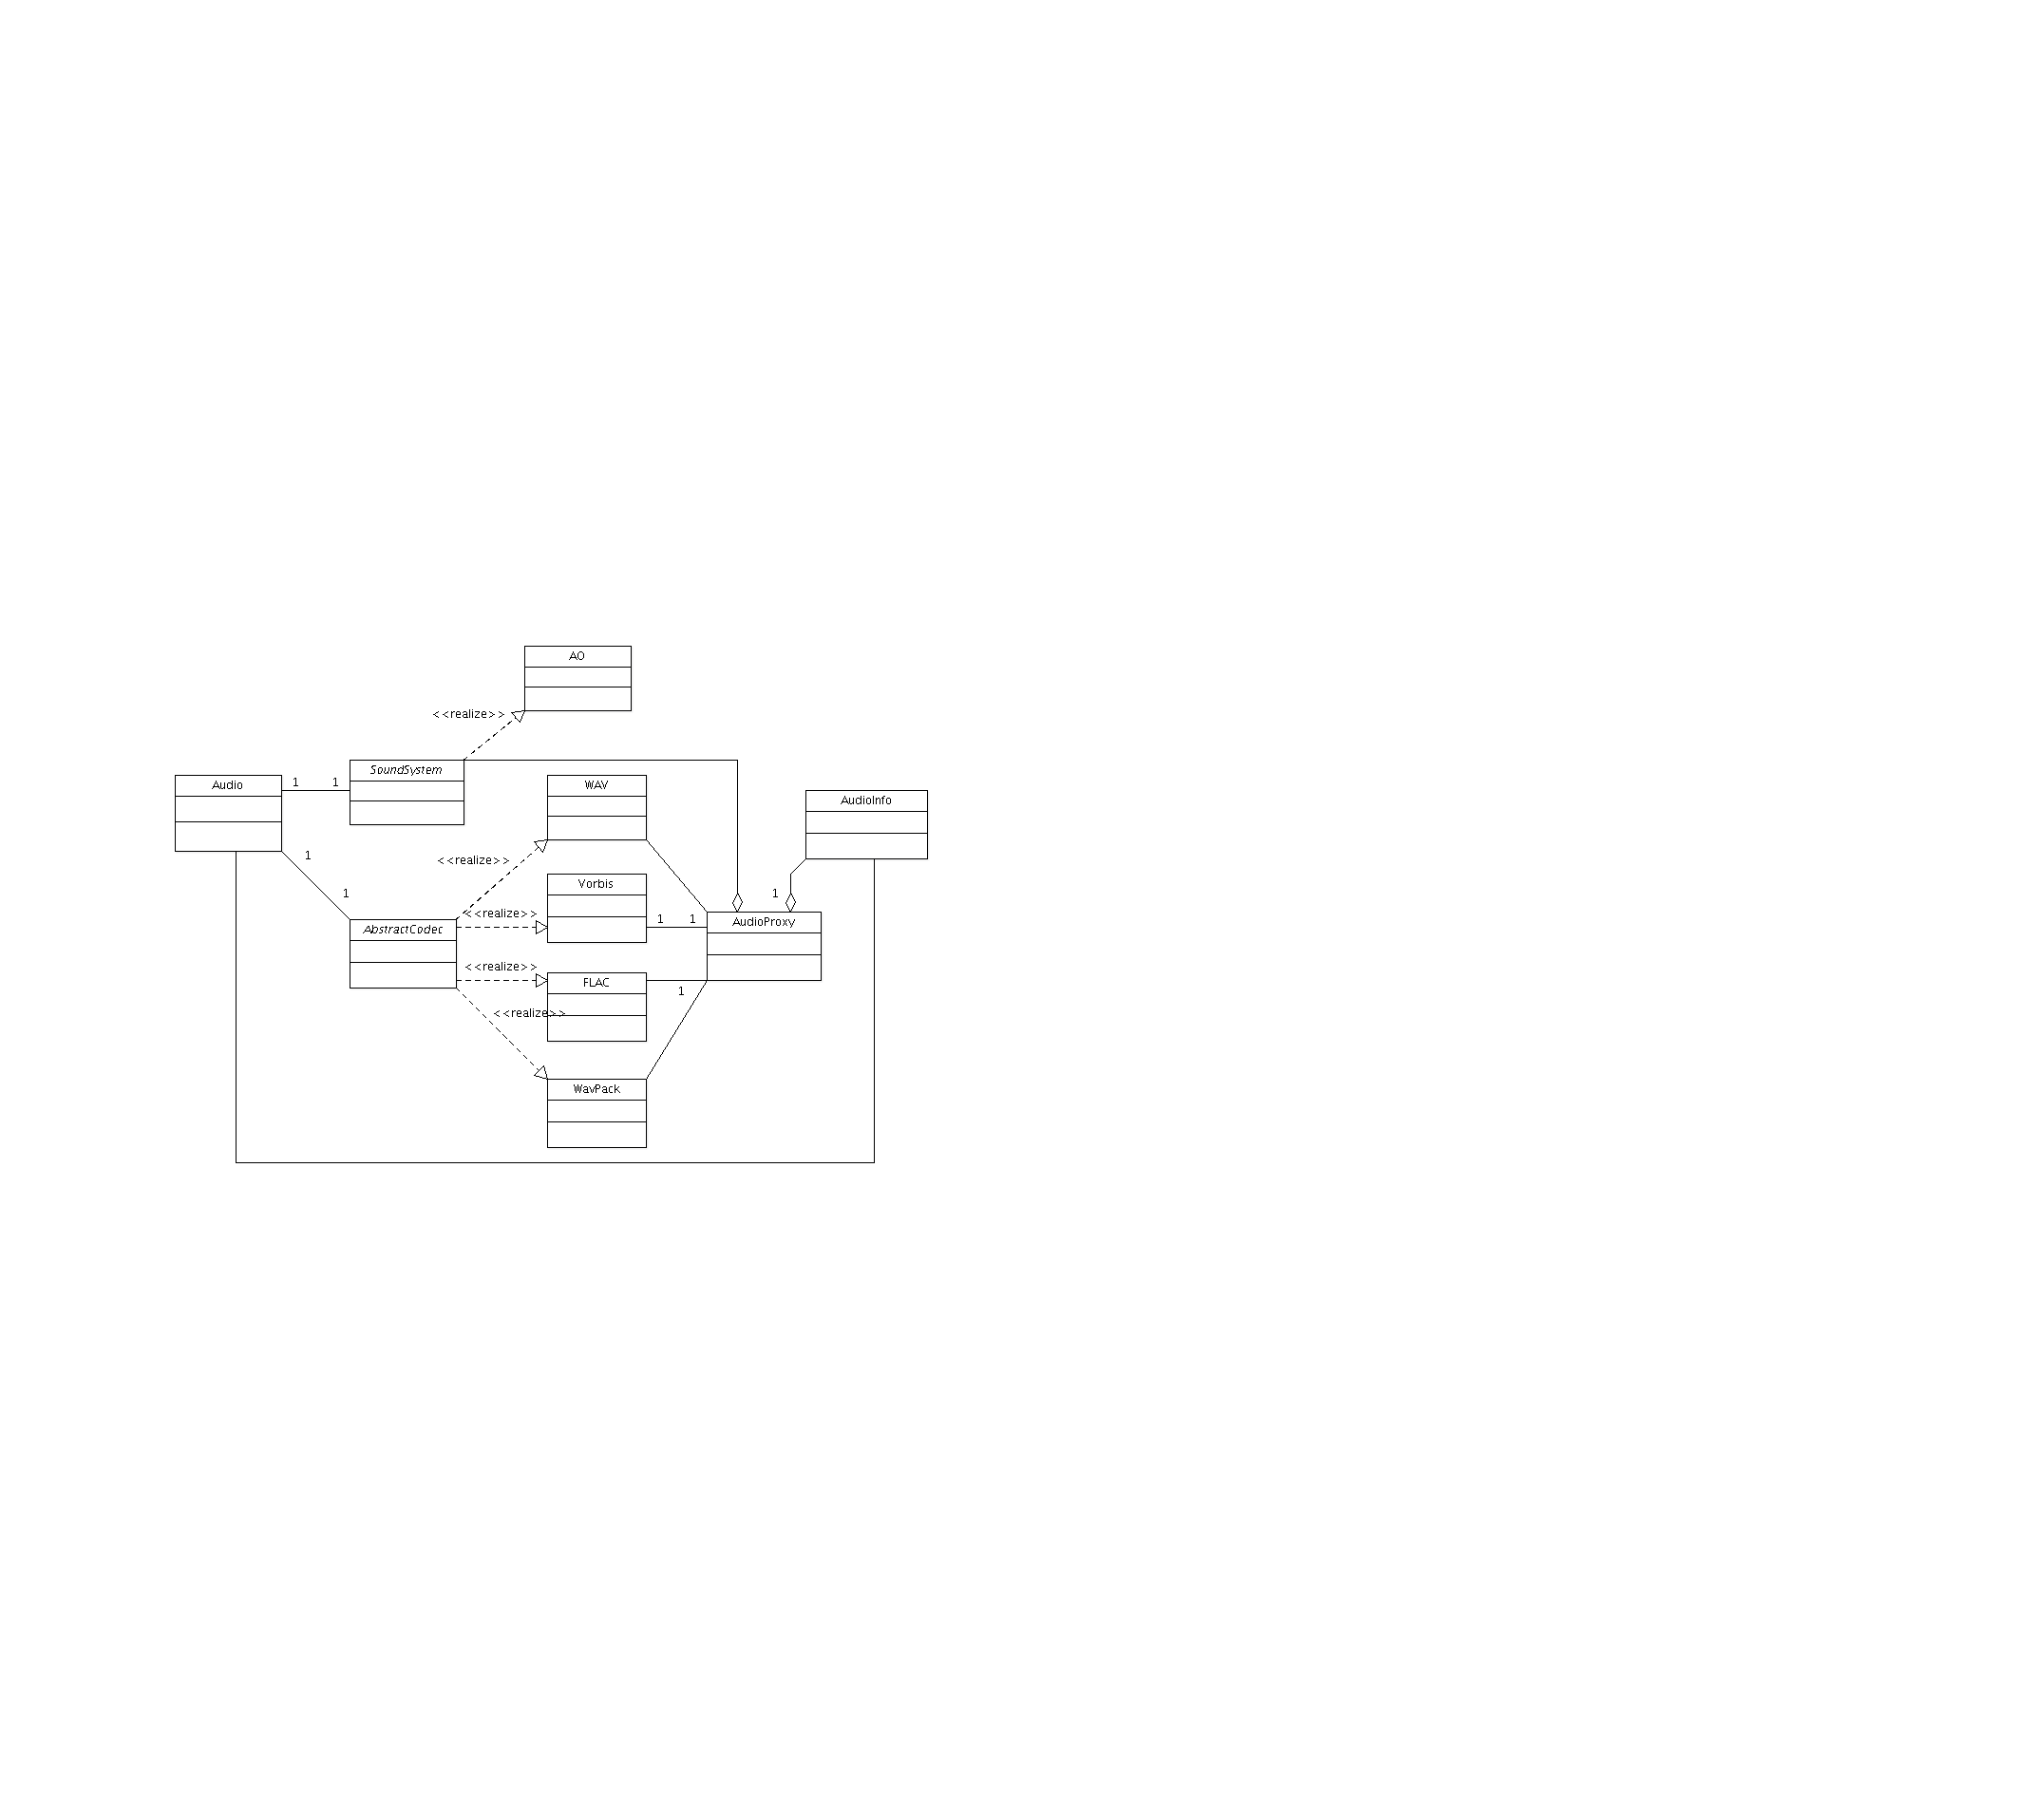 AO
<<realize>>
SoundSystem
Audio
1
1
WAV
AudioInfo
1
<<realize>>
Vorbis
1
1
<<realize>>
1
1
AudioProxy
AbstractCodec
<<realize>>
FLAC
1
<<realize>>
WavPack